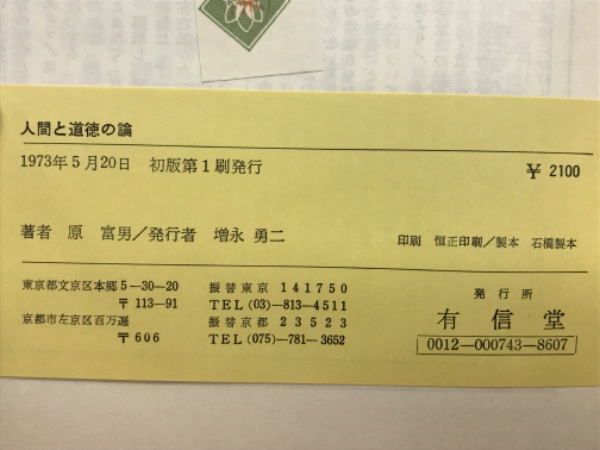 人間と道徳の論
1973年5月20日 初版第1刷発行 ¥ 2100
著者 原 富男/発行者 増永 勇二 印刷 恒正印刷/製本 石橋製本
東京都文京区本郷5-30-20
〒113-91
京都市左京区百万遍
〒606
振替東京 141750
TEL(03)―813―4511
振替京都 23523
TEL(075)―781―3652
発行所
有信堂
0012―000743―8607